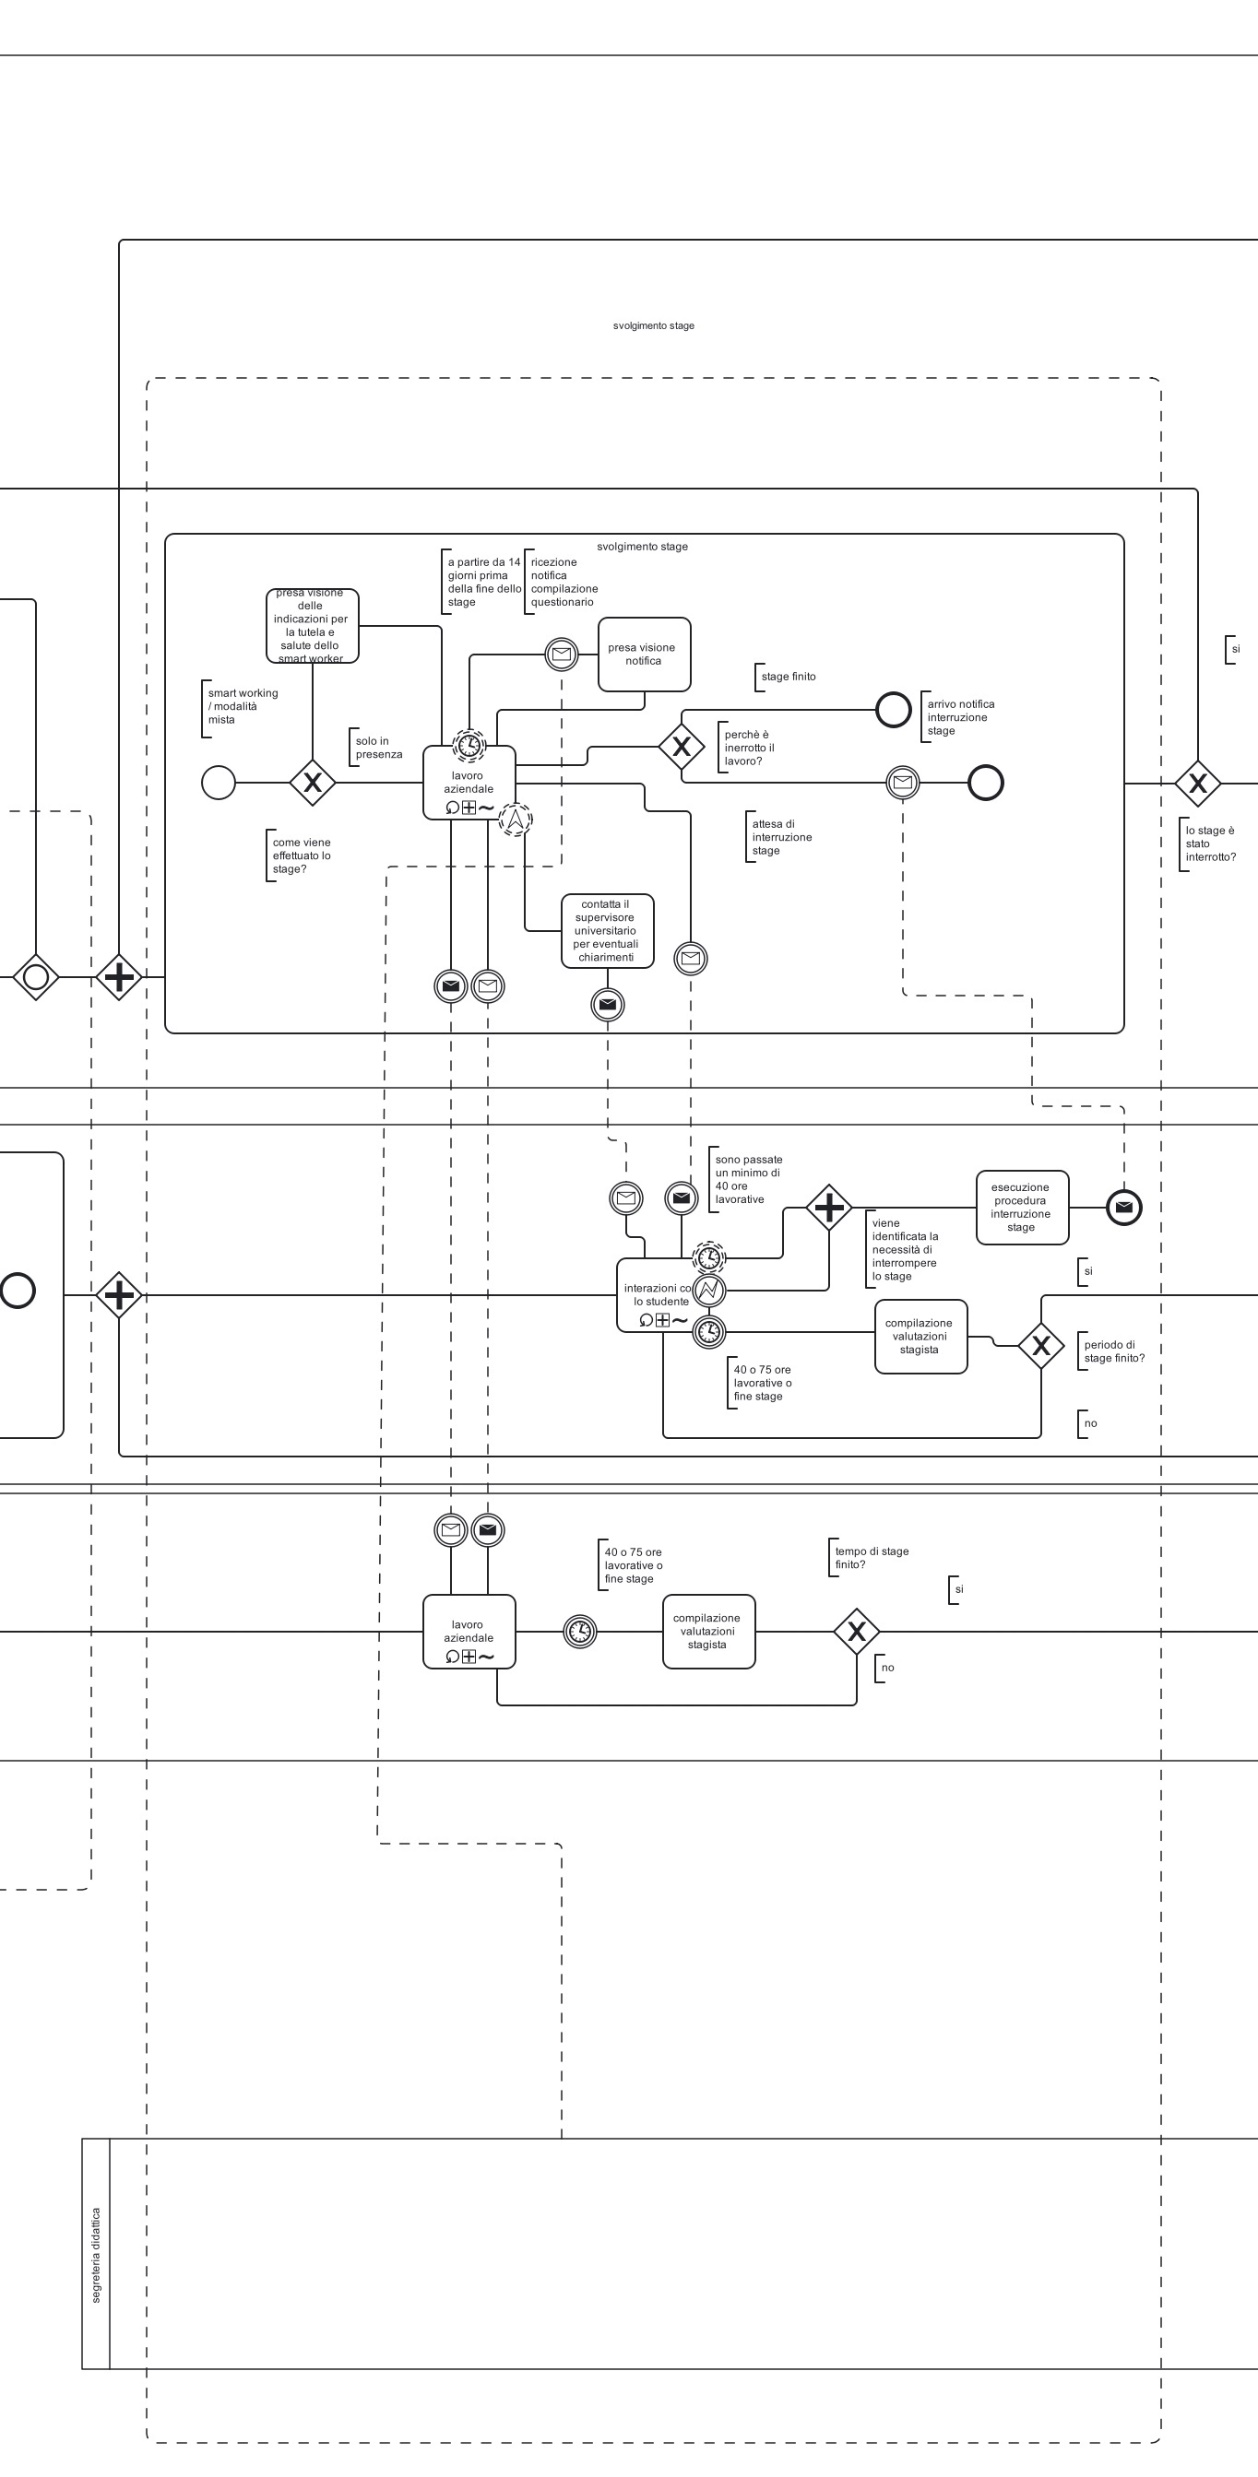 svolgimento stage
svolgimento stage
a partire da 14
giorni prima
della fine dello
stage
ricezione
notifica
compilazione
questionario
presa visione
delle
indicazioni per
la tutela e
salute dello
smart worker
presa visione
notifica
smart working
/ modalità
mista
solo in
presenza
stage finito
arrivo notifica
interruzione
stage
perchè è
inerrotto il
lavoro?
si
lavoro
aziendale
come viene
effettuato lo
stage?
attesa di
interruzione
stage
lo stage è
stato
interrotto?
contatta il
supervisore
universitario
per eventuali
chiarimenti
sono passate
un minimo di
40 ore
lavorative
esecuzione
procedura
interruzione
stage
viene
identificata la
necessità di
interrompere
lo stage
si
interazioni co
lo studente
compilazione
valutazioni
stagista
periodo di
stage finito?
40 o 75 ore
lavorative o
fine stage
no
40 o 75 ore
lavorative o
fine stage
tempo di stage
finito?
si
lavoro
aziendale
compilazione
valutazioni
stagista
no
segreteria didattica